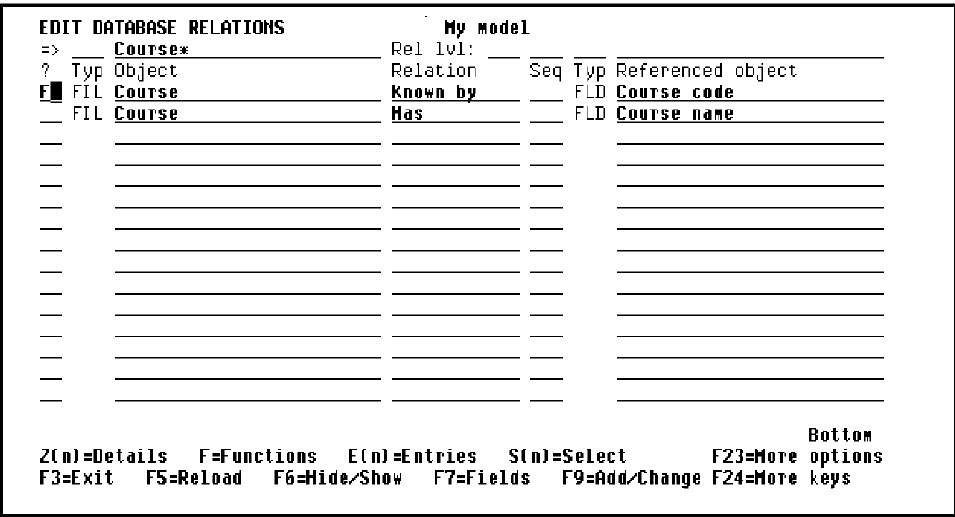 EDIT DATABASE RELATIONS My model
=> Course* Rel lvl:
? Typ Object Relation Seq Typ Referenced object
F FIL Course Known by FLD Course code
FIL Course Has FLD Course name
Bottom
Z(n)=Details F=Functions E(n)=Entries S(n)=Select F23=More options
F3=Exit F5=Reload F6=Hide/Show F7=Fields F9=Add/Change F24=More keys